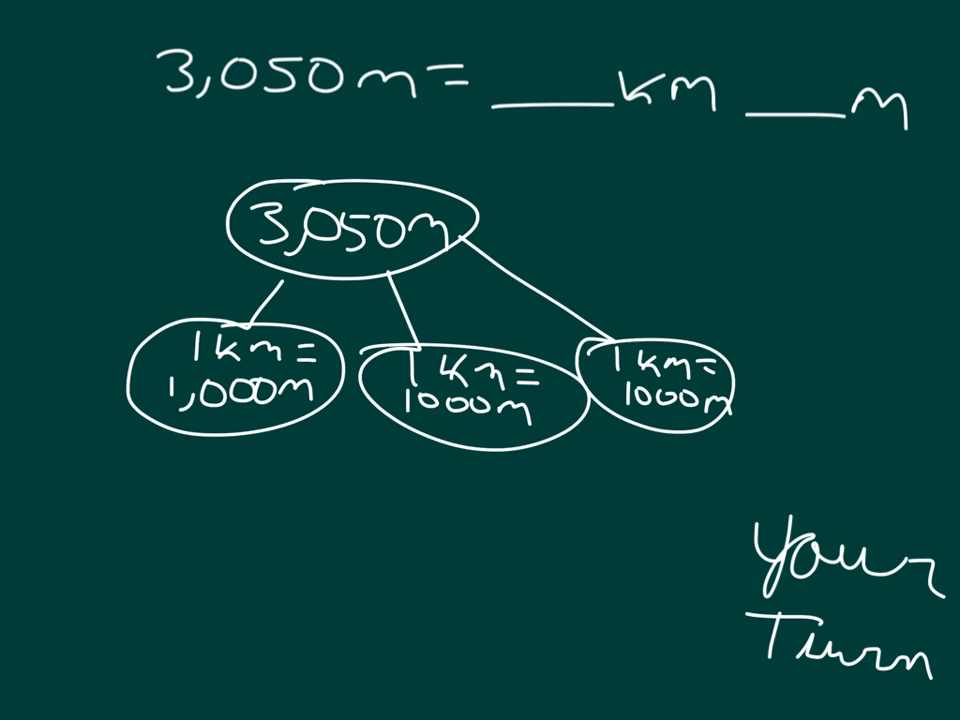 3,050m = ___km ___m
3,050m
1km =
1,000m
1km =
1000m
1km =
1000m
Your
Turn